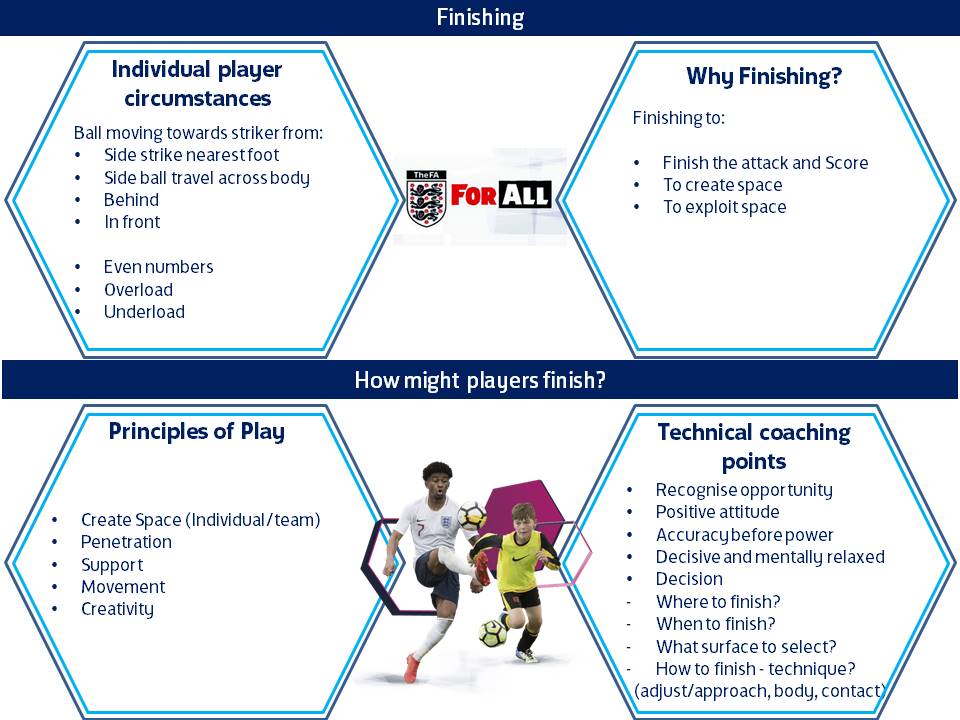 Finishing
Individual player
circumstances
Ball moving towards striker from:
• Side strike nearest foot
• Side ball travel across body
• Behind
• In front
• Even numbers
• Overload
• Underload
TheFA
FOR ALL
Why Finishing?
Finishing to:
• Finish the attack and Score
• To create space
• To exploit space
How might players finish?
Principles of Play
• Create Space (Individual/team)
• Penetration
• Support
• Movement
• Creativity
7
Technical coaching
points
• Recognise opportunity
• Positive attitude
• Accuracy before power
• Decisive and mentally relaxed
• Decision
- Where to finish?
- When to finish?
- What surface to select?
- How to finish - technique?
(adjust/approach, body, contact)